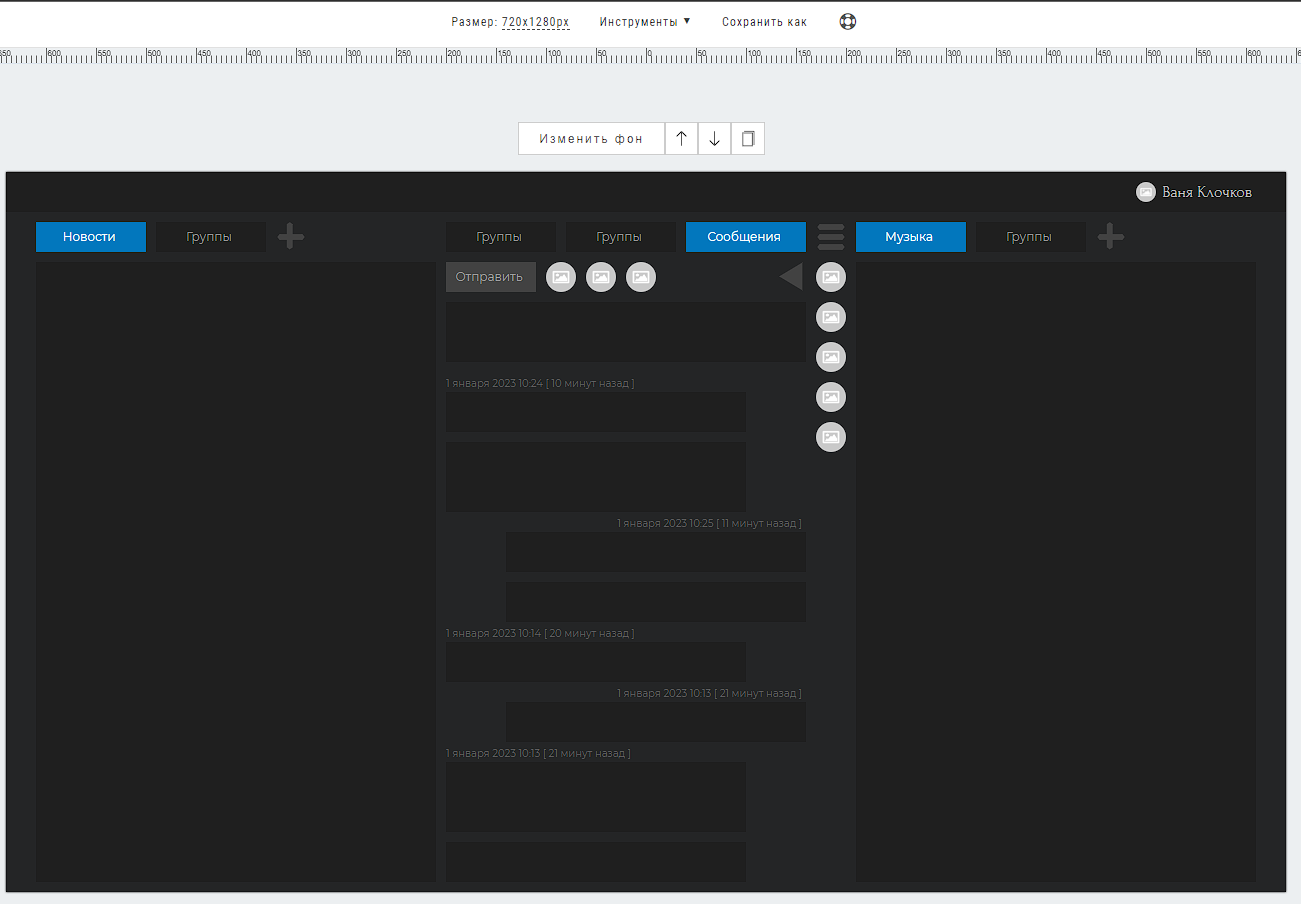 Размер: 720x1280px Инструменты ▼ Сохранить как
650 600 550 500 450 400 350 300 250 200 150 100 50 0 50 100 150 200 250 300 350 400 450 500 550 600
Изменить фон
Ваня Клочков
Новости Группы Группы Группы Сообщения Музыка Группы
Отправить
1 января 2023 10:24 [ 10 минут назад ]
1 января 2023 10:25 [ 11 минут назад ]
1 января 2023 10:14 [ 20 минут назад ]
1 января 2023 10:13 [ 21 минут назад ]
1 января 2023 10:13 [ 21 минут назад ]